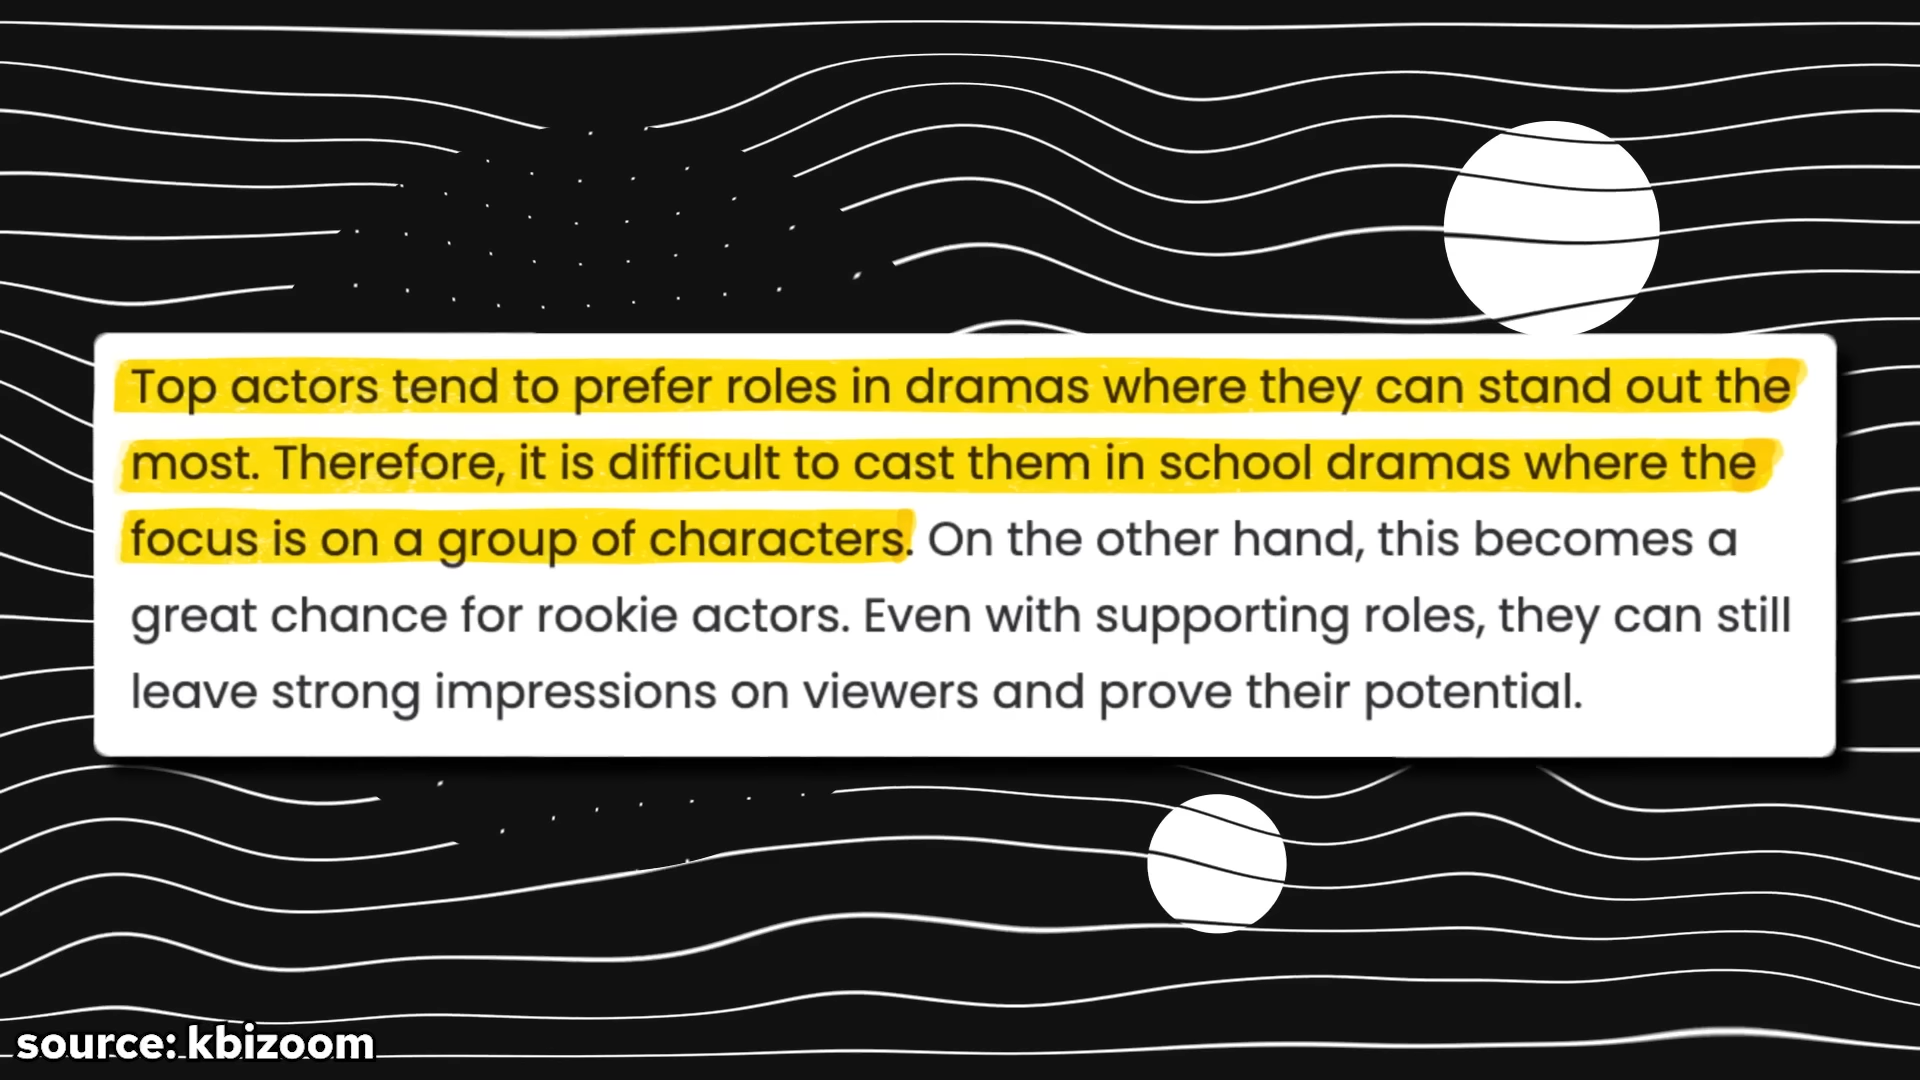 Top actors tend to prefer roles in dramas where they can stand out the
most. Therefore, it is difficult to cast them in school dramas where the
focus is on a group of characters. On the other hand, this becomes a
great chance for rookie actors. Even with supporting roles, they can still
leave strong impressions on viewers and prove their potential.
source: kbizoom